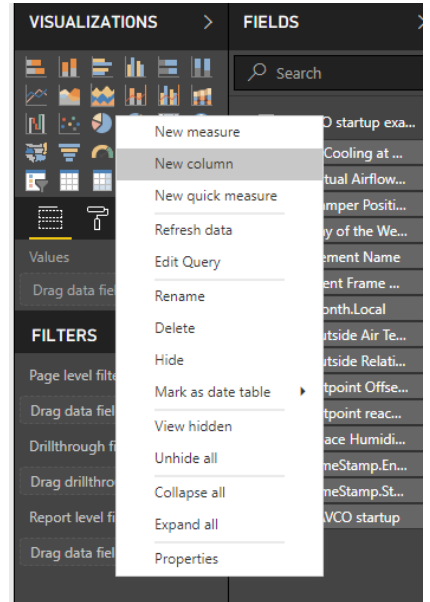 VISUALIZATIONS
FIELDS
Search
New measure
New column
New quick measure
Refresh data
Edit Query
Rename
Delete
Hide
Mark as date table
View hidden
Unhide all
Collapse all
Expand all
Properties
Values
Drag data fiel
FILTERS
Page level filte
Drag data fiel
Drillthrough fi
Drag drillthro
Report level fi
Drag data fiel
O startup exa...
Cooling at ...
tual Airflow...
mper Positi...
y of the We...
ement Name
ent Frame ...
onth.Local
utside Air Te...
utside Relati...
tpoint Offse...
tpoint reac...
ace Humidi...
meStamp.En...
meStamp.St...
VCO startup